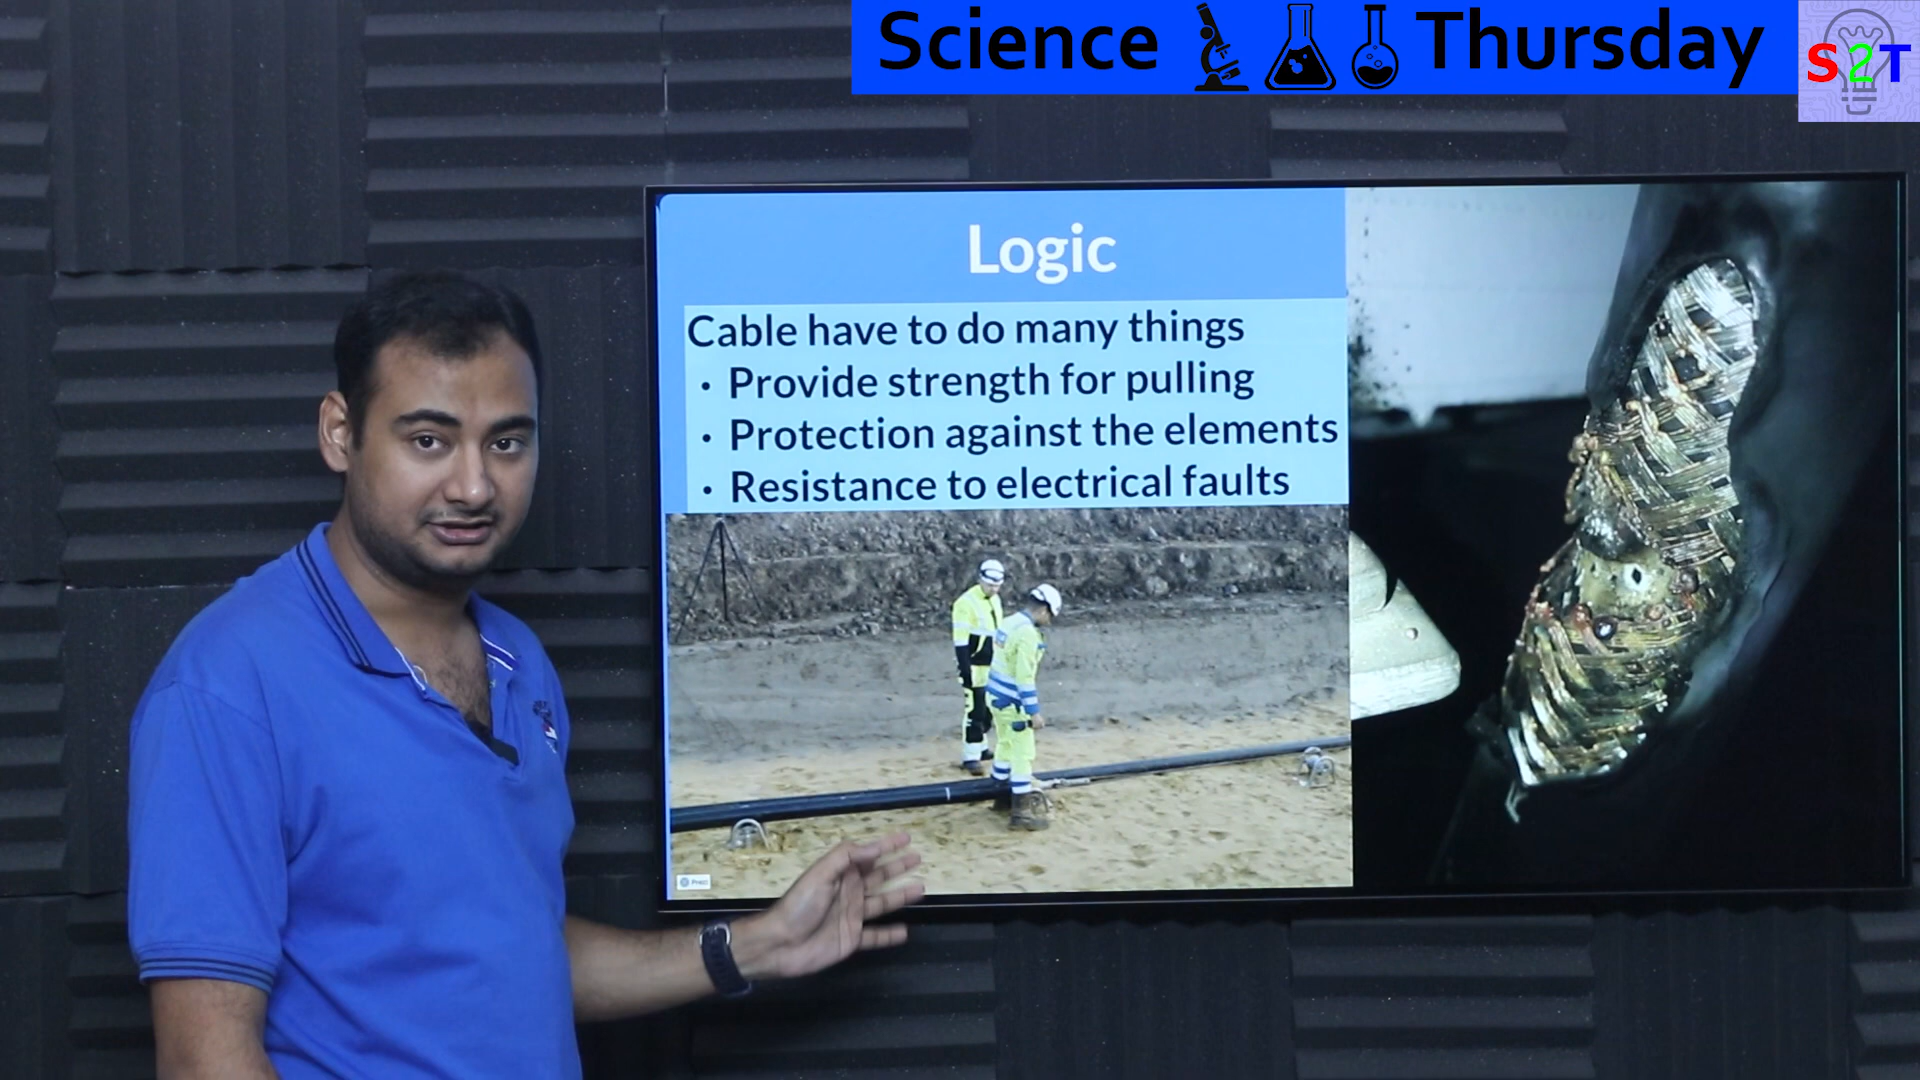 Science Thursday
S2T
Logic
Cable have to do many things
• Provide strength for pulling
• Protection against the elements
• Resistance to electrical faults